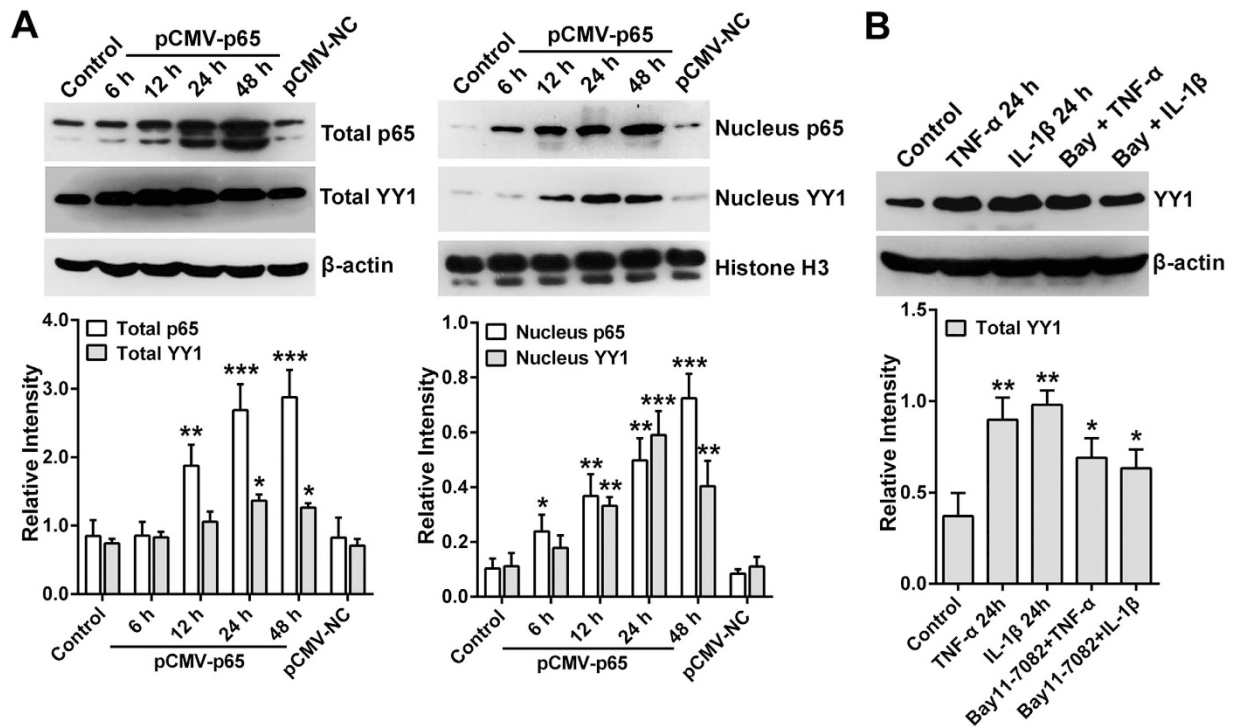 A
pCMV-p65
Control
6 h
12 h
24 h
48 h
pCMV-NC
Total p65
Total YY1
β-actin
4.0
3.0
2.0
1.0
0.0
Relative Intensity
Total p65
Total YY1
**
***
*
***
*
Control
6 h
12 h
24 h
48 h
pCMV-NC
pCMV-p65
pCMV-p65
Control
6 h
12 h
24 h
48 h
pCMV-NC
Nucleus p65
Nucleus YY1
Histone H3
1.0
0.8
0.6
0.4
0.2
0.0
Relative Intensity
Nucleus p65
Nucleus YY1
*
**
**
**
***
***
**
Control
6 h
12 h
24 h
48 h
pCMV-NC
pCMV-p65
B
Control
TNF-α 24 h
IL-1β 24 h
Bay + TNF-α
Bay + IL-1β
YY1
β-actin
1.5
1.0
0.5
0.0
Relative Intensity
Total YY1
**
**
*
*
Control
TNF-α 24h
IL-1β 24h
Bay11-7082+TNF-α
Bay11-7082+IL-1β